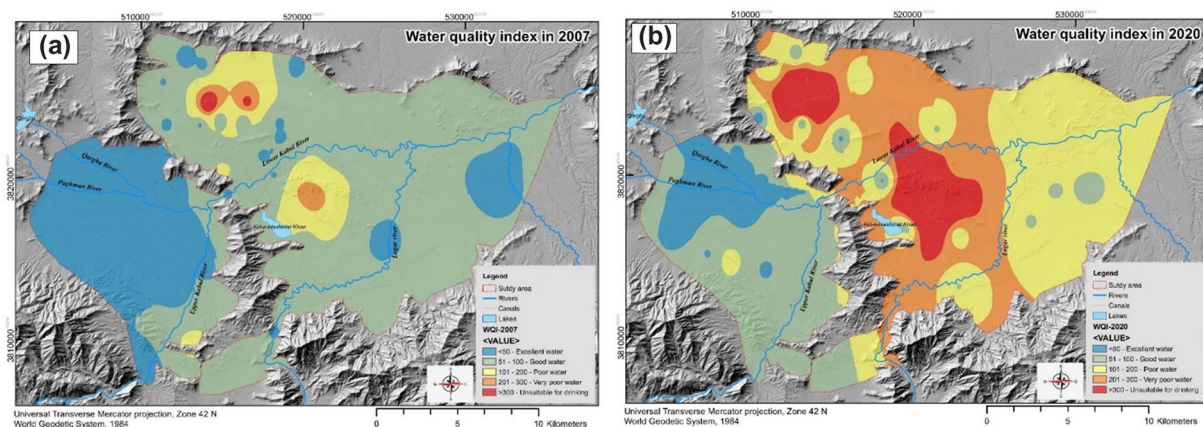 510000 520000 530000
(a)
Water quality index in 2007
Qargha
Qargha River
Paghman River
Lower Kabul River
Logar river
Upper Kabul River
3820000
3810000
Legend
Sutdy area
Rivers
Canals
Lakes
WQI-2007
<VALUE>
<50 - Excellent water
51 - 100 - Good water
101 - 200 - Poor water
201 - 300 - Very poor water
>300 - Unsuitable for drinking
Universal Transverse Mercator projection, Zone 42 N
World Geodetic System, 1984
0 5 10 Kilometers
510000 520000 530000
(b)
Water quality index in 2020
Qargha
Qargha River
Paghman River
Lower Kabul River
Logar river
Upper Kabul River
3820000
3810000
Legend
Sutdy area
Rivers
Canals
Lakes
WQI-2020
<VALUE>
<50 - Excellent water
51 - 100 - Good water
101 - 200 - Poor water
201 - 300 - Very poor water
>300 - Unsuitable for drinking
Universal Transverse Mercator projection, Zone 42 N
World Geodetic System, 1984
0 5 10 Kilometers